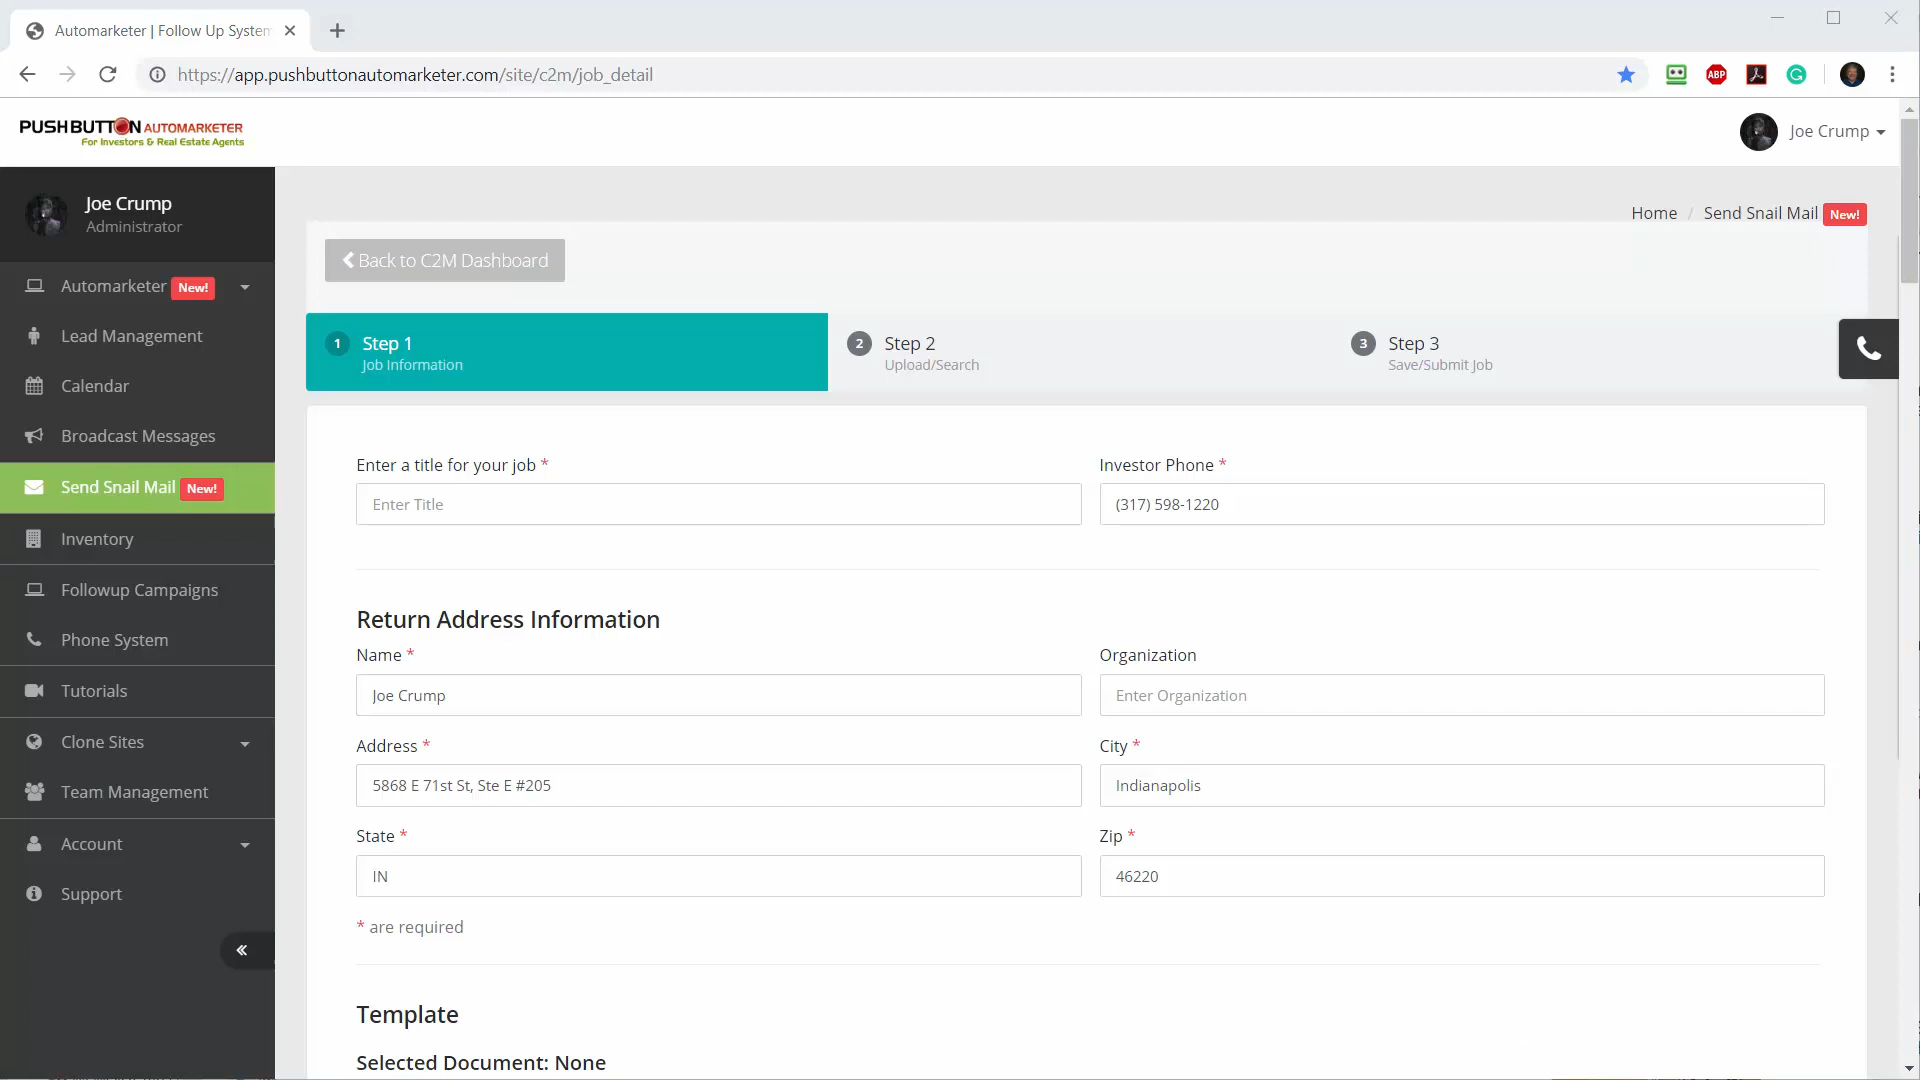 Automarketer | Follow Up System
https://app.pushbuttonautomarketer.com/site/c2m/job_detail
ABP
PUSH BUTTON AUTOMARKETER
For Investors & Real Estate Agents
Joe Crump
Joe Crump
Administrator
Home / Send Snail Mail New!
Back to C2M Dashboard
Automarketer New!
Lead Management
Calendar
Broadcast Messages
Send Snail Mail New!
Inventory
Followup Campaigns
Phone System
Tutorials
Clone Sites
Team Management
Account
Support
1 Step 1
Job Information
2 Step 2
Upload/Search
3 Step 3
Save/Submit Job
Enter a title for your job *
Enter Title
Investor Phone *
(317) 598-1220
Return Address Information
Name *
Joe Crump
Organization
Enter Organization
Address *
5868 E 71st St, Ste E #205
City *
Indianapolis
State *
IN
Zip *
46220
* are required
Template
Selected Document: None